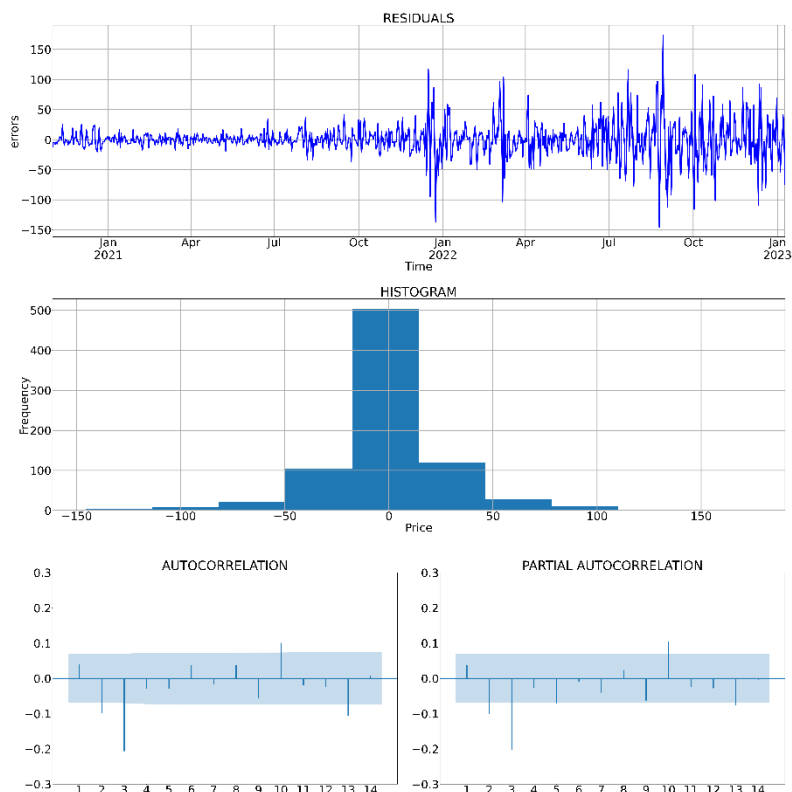 RESIDUALS
150
100
50
0
−50
−100
−150
errors
Jan Apr Jul Oct Jan Apr Jul Oct Jan
2021 2022 2023
Time
HISTOGRAM
500
400
300
200
100
0
Frequency
−150 −100 −50 0 50 100 150
Price
AUTOCORRELATION
0.3
0.2
0.1
0.0
−0.1
−0.2
−0.3
1 2 3 4 5 6 7 8 9 10 11 12 13 14
PARTIAL AUTOCORRELATION
0.3
0.2
0.1
0.0
−0.1
−0.2
−0.3
1 2 3 4 5 6 7 8 9 10 11 12 13 14